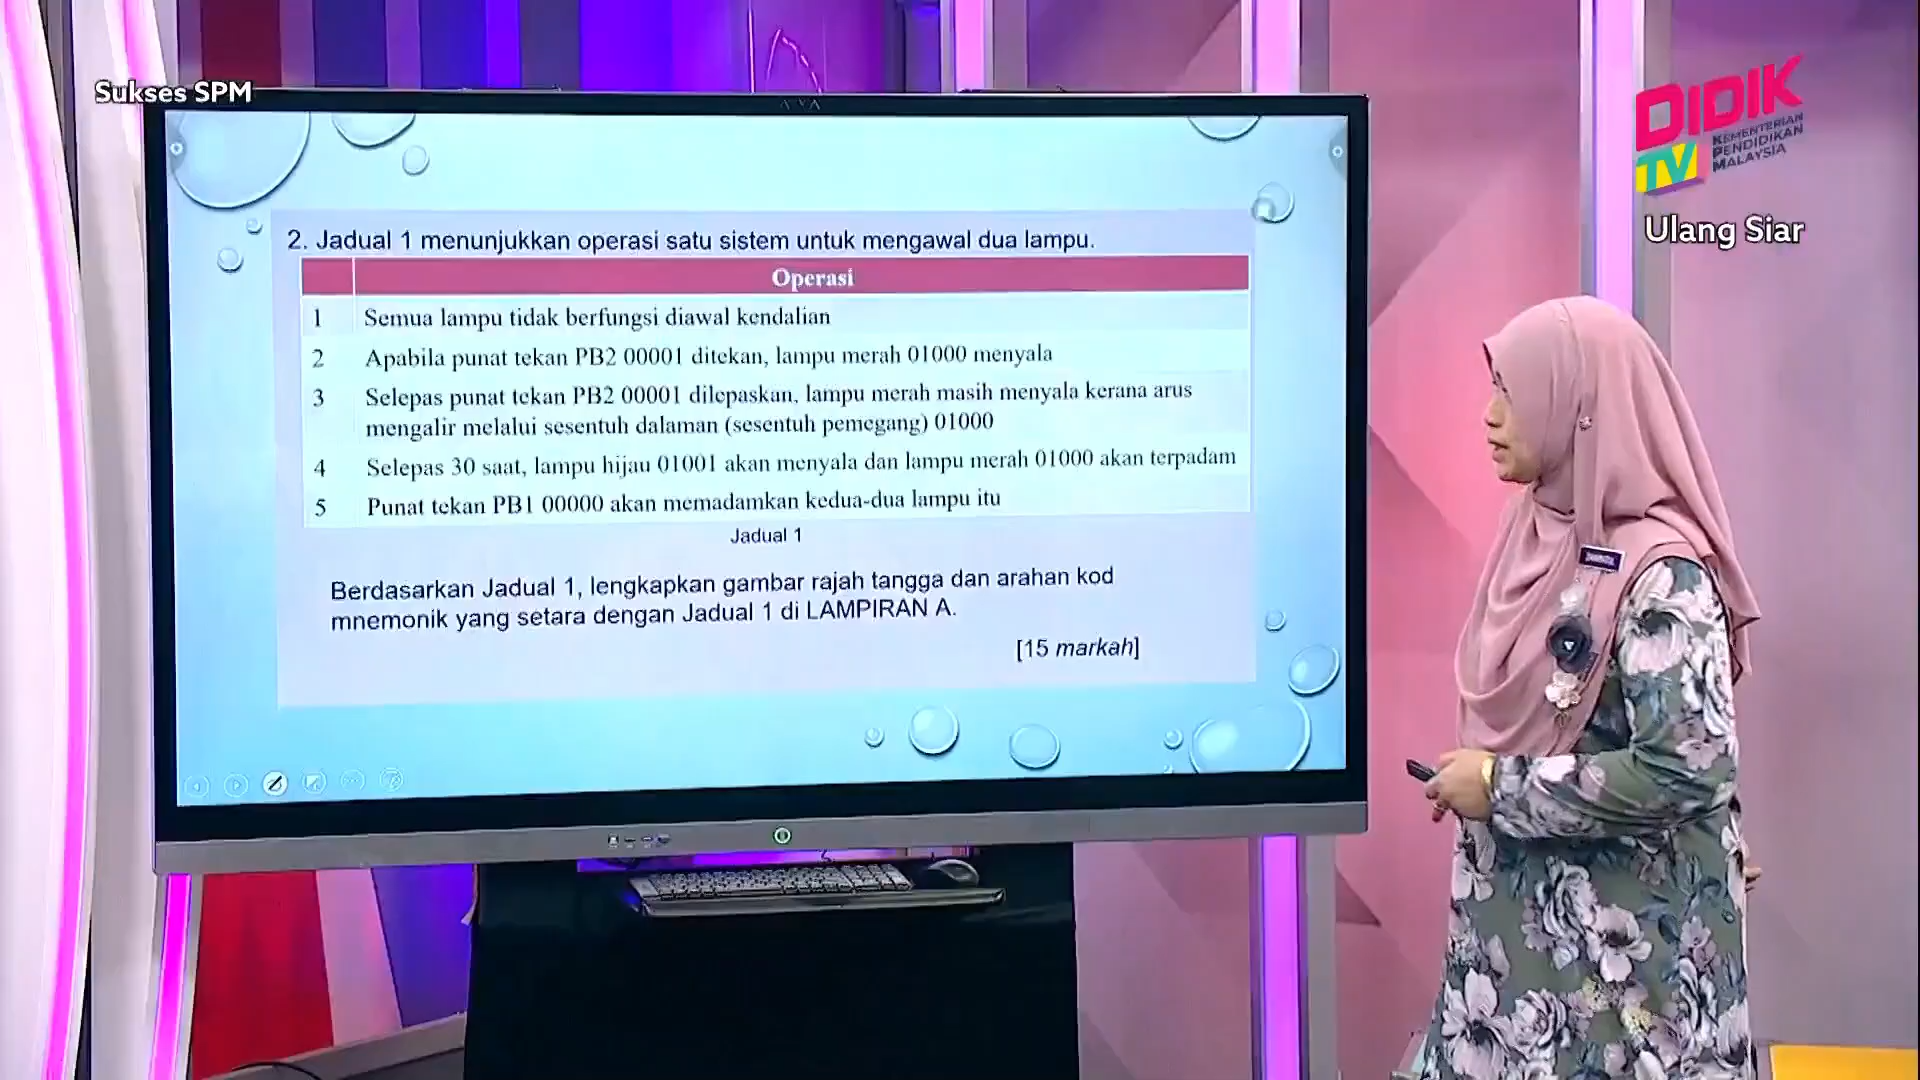 Sukses SPM
DIDIK
TV
KEMENTERIAN
PENDIDIKAN
MALAYSIA
Ulang Siar
2. Jadual 1 menunjukkan operasi satu sistem untuk mengawal dua lampu.
Operasi
1 Semua lampu tidak berfungsi diawal kendalian
2 Apabila punat tekan PB2 00001 ditekan, lampu merah 01000 menyala
3 Selepas punat tekan PB2 00001 dilepaskan, lampu merah masih menyala kerana arus
mengalir melalui sesentuh dalaman (sesentuh pemegang) 01000
4 Selepas 30 saat, lampu hijau 01001 akan menyala dan lampu merah 01000 akan terpadam
5 Punat tekan PB1 00000 akan memadamkan kedua-dua lampu itu
Jadual 1
Berdasarkan Jadual 1, lengkapkan gambar rajah tangga dan arahan kod
mnemonik yang setara dengan Jadual 1 di LAMPIRAN A.
[15 markah]